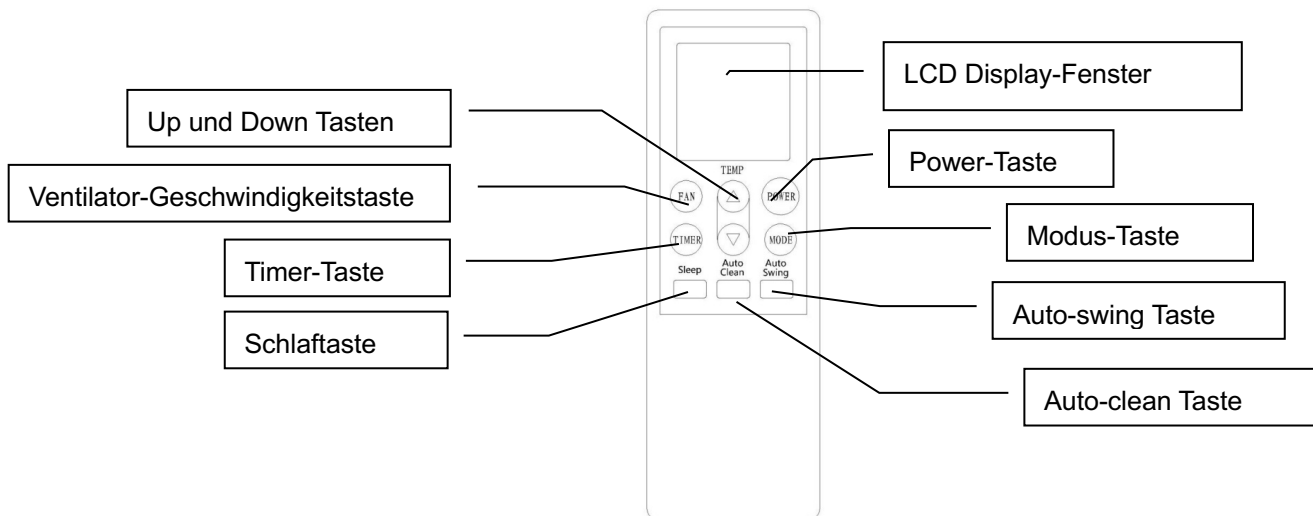 LCD Display-Fenster
Up und Down Tasten
Power-Taste
Ventilator-Geschwindigkeitstaste
Modus-Taste
Timer-Taste
Auto-swing Taste
Schlaftaste
Auto-clean Taste
TEMP
FAN
POWER
TIMER
MODE
Sleep
Auto
Clean
Auto
Swing